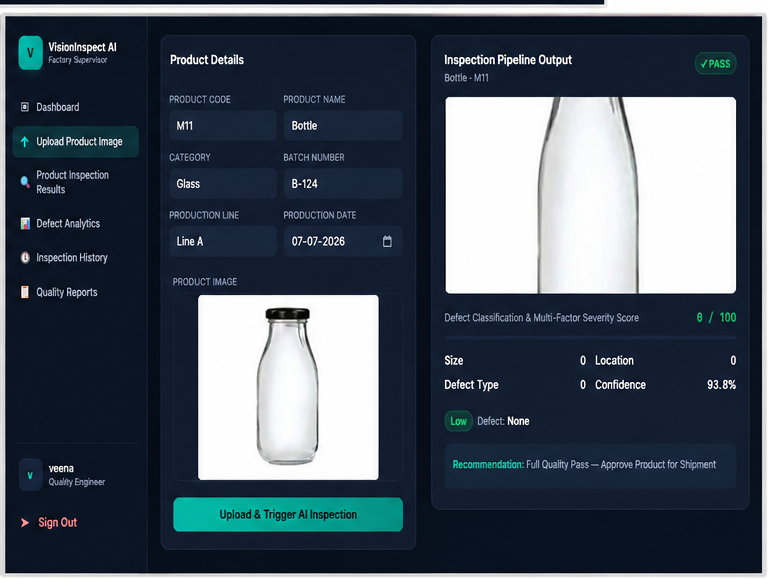 V
VisionInspect AI
Factory Supervisor
Dashboard
Upload Product Image
Product Inspection
Results
Defect Analytics
Inspection History
Quality Reports
v
veena
Quality Engineer
Sign Out
Product Details
PRODUCT CODE PRODUCT NAME
M11 Bottle
CATEGORY BATCH NUMBER
Glass B-124
PRODUCTION LINE PRODUCTION DATE
Line A 07-07-2026
PRODUCT IMAGE
Upload & Trigger AI Inspection
Inspection Pipeline Output
Bottle · M11
✓ PASS
Defect Classification & Multi-Factor Severity Score 0 / 100
Size 0 Location 0
Defect Type 0 Confidence 93.8%
Low Defect: None
Recommendation: Full Quality Pass — Approve Product for Shipment